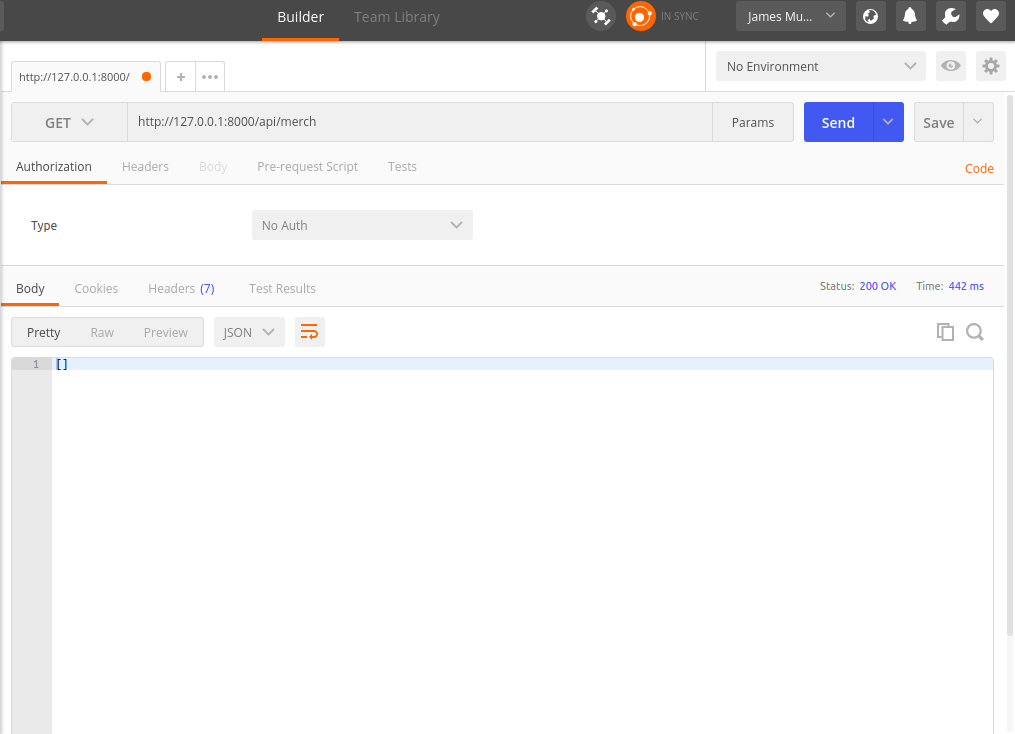 Builder Team Library IN SYNC James Mu...
http://127.0.0.1:8000/ + ••• No Environment
GET http://127.0.0.1:8000/api/merch Params Send Save
Authorization Headers Body Pre-request Script Tests Code
Type No Auth
Body Cookies Headers (7) Test Results Status: 200 OK Time: 442 ms
Pretty Raw Preview JSON
1 []